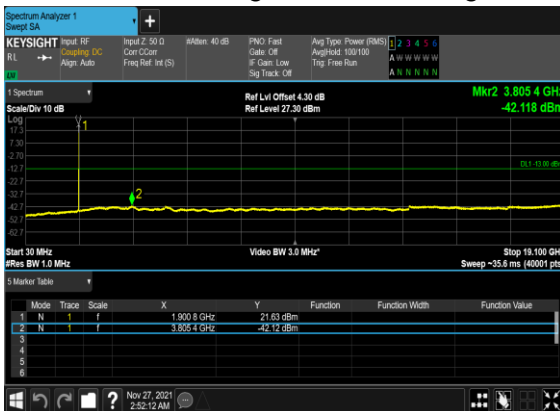 Spectrum Analyzer 1
Swept SA
KEYSIGHT Input: RF Input Z: 50 Ω #Atten: 40 dB PNO: Fast Avg Type: Power (RMS) 1 2 3 4 5 6
RL Coupling: DC Corr CCorr Gate: Off Avg|Hold: 100/100 A W W W W W
Align: Auto Freq Ref: Int (S) IF Gain: Low Trig: Free Run
Sig Track: Off A N N N N N
LV
1 Spectrum Ref Lvl Offset 4.30 dB Mkr2 3.805 4 GHz
Scale/Div 10 dB Ref Level 27.30 dBm -42.118 dBm
Log
17.3
7.30
-2.70
-12.7
-22.7
-32.7
-42.7
-52.7
-62.7
1
DL1 -13.00 dBm
2
Start 30 MHz Video BW 3.0 MHz* Stop 19.100 GHz
#Res BW 1.0 MHz Sweep ~35.6 ms (40001 pts)
5 Marker Table
Mode Trace Scale X Y Function Function Width Function Value
1 N 1 f 1.900 8 GHz 21.63 dBm
2 N 1 f 3.805 4 GHz -42.12 dBm
3
4
5
6
? Nov 27, 2021
2:52:12 AM